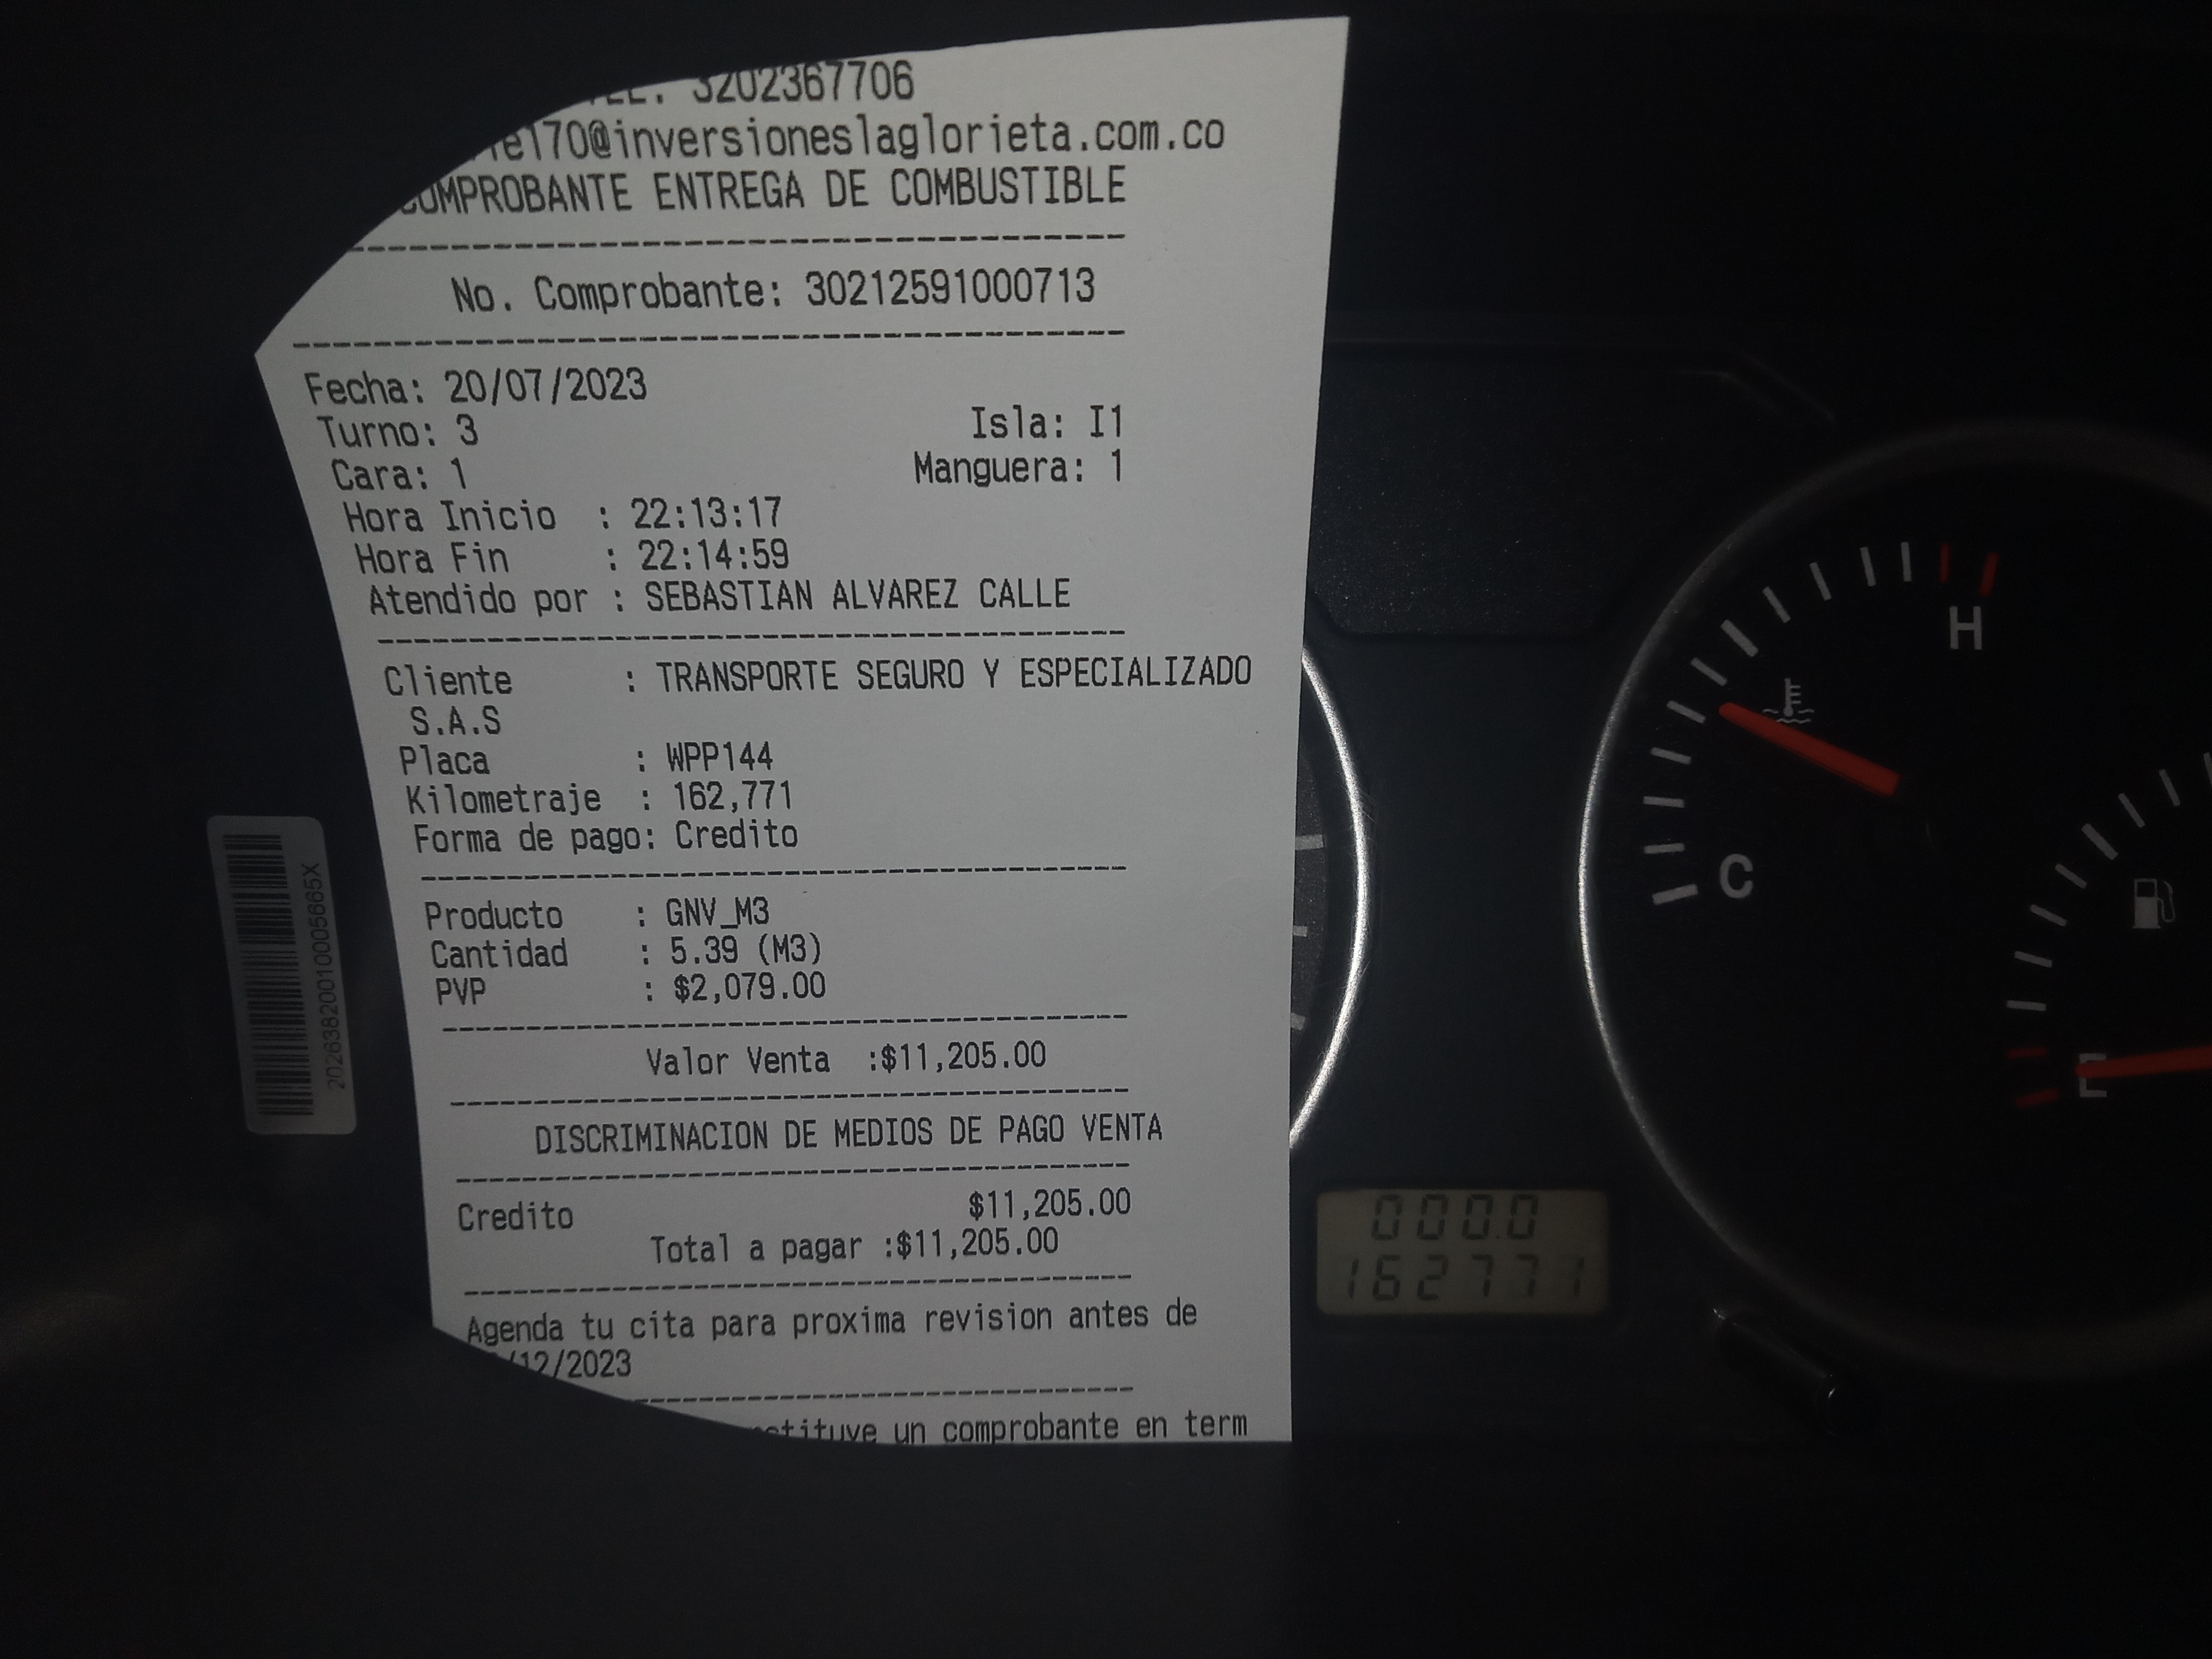 3202367706
170@inversioneslaglorieta.com.co
COMPROBANTE ENTREGA DE COMBUSTIBLE
No. Comprobante: 30212591000713
Fecha: 20/07/2023
Turno: 3 Isla: I1
Cara: 1 Manguera: 1
Hora Inicio : 22:13:17
Hora Fin : 22:14:59
Atendido por : SEBASTIAN ALVAREZ CALLE
Cliente : TRANSPORTE SEGURO Y ESPECIALIZADO
S.A.S
Placa : WPP144
Kilometraje : 162,771
Forma de pago: Credito
Producto : GNV_M3
Cantidad : 5.39 (M3)
PVP : $2,079.00
Valor Venta :$11,205.00
DISCRIMINACION DE MEDIOS DE PAGO VENTA
Credito $11,205.00
Total a pagar :$11,205.00
Agenda tu cita para proxima revision antes de
/12/2023
un comprobante en term
H
C
E
000.0
162771